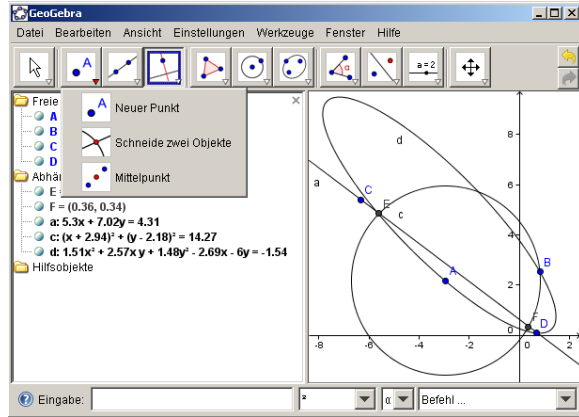 GeoGebra
Datei Bearbeiten Ansicht Einstellungen Werkzeuge Fenster Hilfe
A α a = 2
Freie
A
B
C
D
Neuer Punkt
Schneide zwei Objekte
Mittelpunkt
E =
F = (0.36, 0.34)
a: 5.3x + 7.02y = 4.31
c: (x + 2.94)² + (y - 2.18)² = 14.27
d: 1.51x² + 2.57x y + 1.48y² - 2.69x - 6y = -1.54
Hilfsobjekte
8
d
6
a
C
E
c
4
B
A
2
F
D
-8 -6 -4 -2 0 2
0
Eingabe: ² α Befehl ...